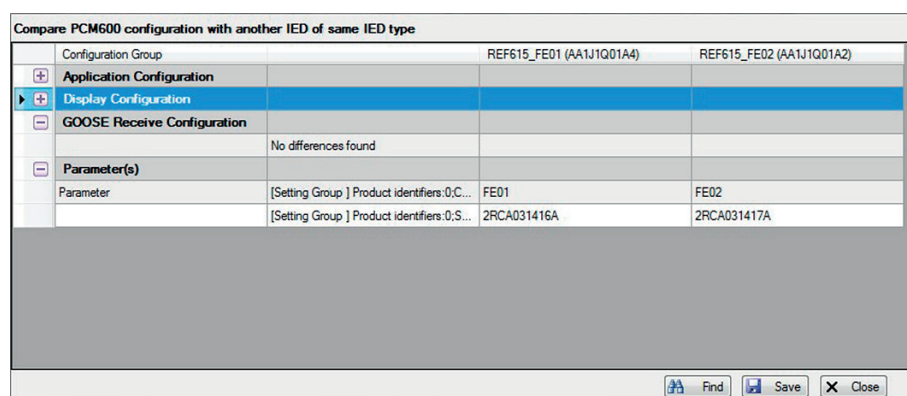 Compare PCM600 configuration with another IED of same IED type
Configuration Group REF615_FE01 (AA1J1Q01A4) REF615_FE02 (AA1J1Q01A2)
Application Configuration
Display Configuration
GOOSE Receive Configuration
No differences found
Parameter(s)
Parameter [Setting Group ] Product identifiers:0;C... FE01 FE02
[Setting Group ] Product identifiers:0;S... 2RCA031416A 2RCA031417A
Find Save Close